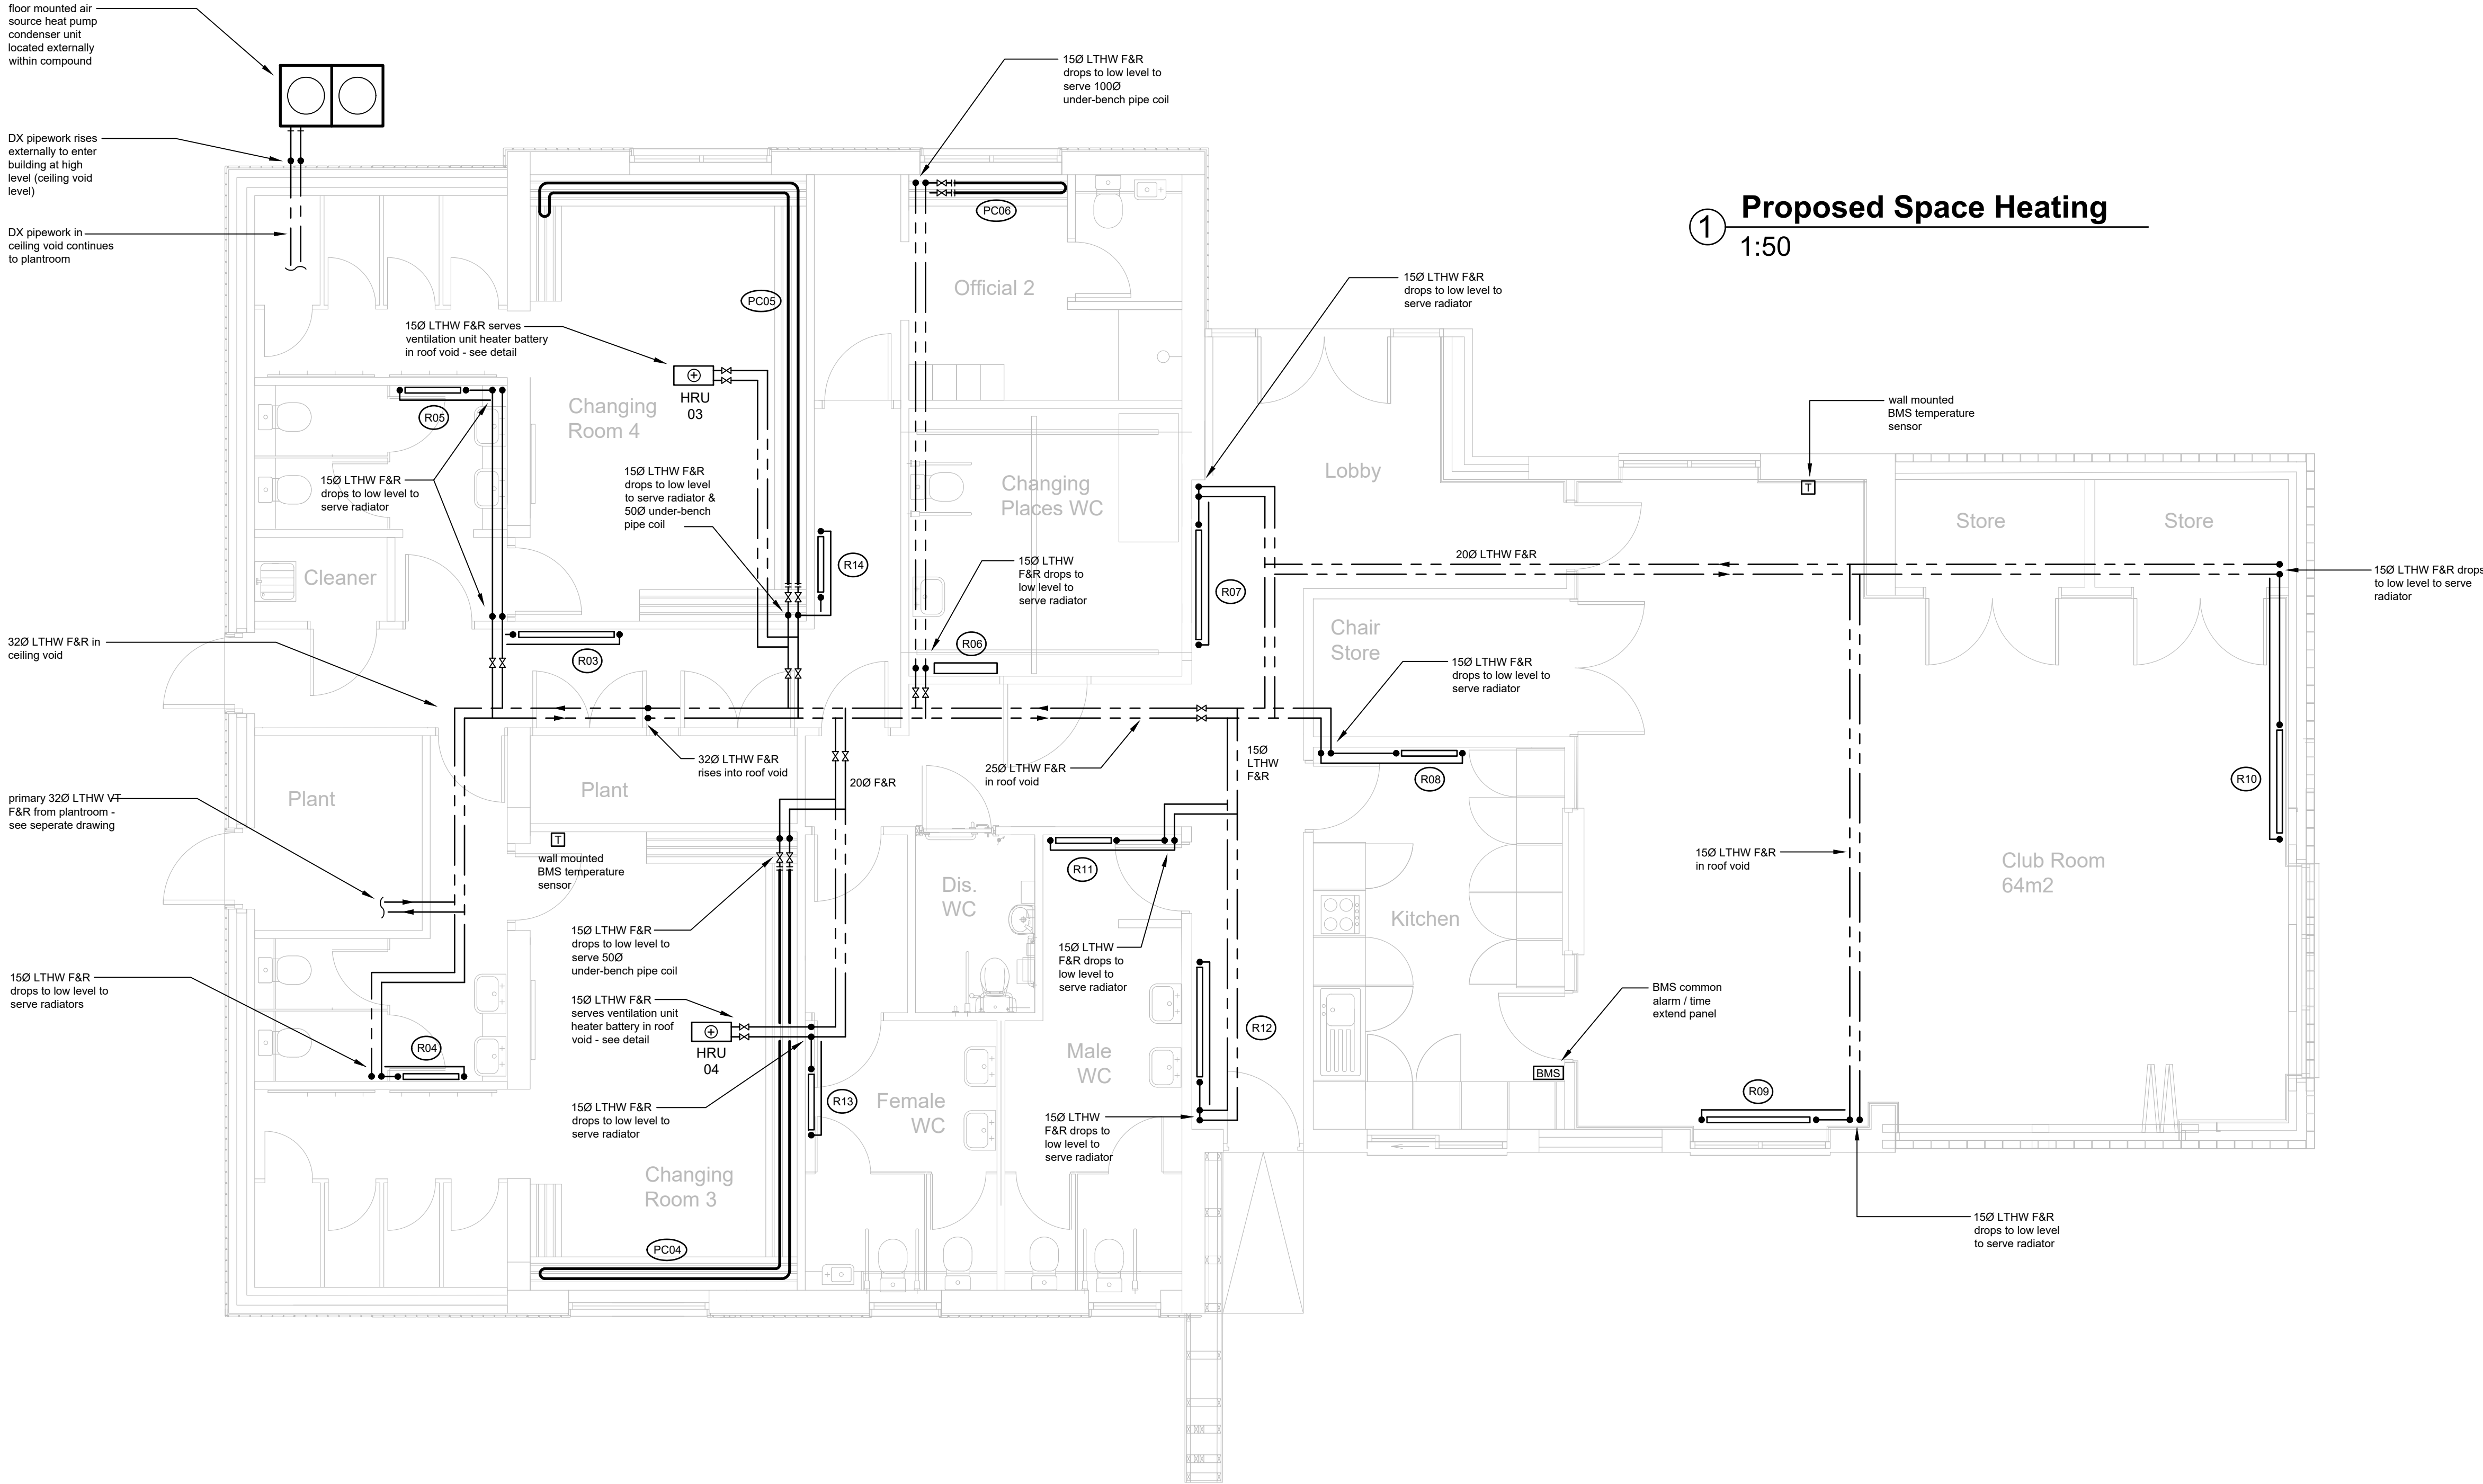 floor mounted air
source heat pump
condenser unit
located externally
within compound
DX pipework rises
externally to enter
building at high
level (ceiling void
level)
DX pipework in
ceiling void continues
to plantroom
15Ø LTHW F&R
drops to low level to
serve 100Ø
under-bench pipe coil
1
Proposed Space Heating
1:50
PC06
Official 2
PC05
15Ø LTHW F&R
drops to low level to
serve radiator
15Ø LTHW F&R serves
ventilation unit heater battery
in roof void - see detail
HRU
03
Changing
Room 4
R05
wall mounted
BMS temperature
sensor
T
15Ø LTHW F&R
drops to low level to
serve radiator
15Ø LTHW F&R
drops to low level
to serve radiator &
50Ø under-bench
pipe coil
Changing
Places WC
Lobby
Store
Store
Cleaner
R14
15Ø LTHW
F&R drops to
low level to
serve radiator
R07
20Ø LTHW F&R
15Ø LTHW F&R drops
to low level to serve
radiator
32Ø LTHW F&R in
ceiling void
R03
R06
Chair
Store
15Ø LTHW F&R
drops to low level to
serve radiator
32Ø LTHW F&R
rises into roof void
20Ø F&R
25Ø LTHW F&R
in roof void
15Ø
LTHW
F&R
R08
R10
primary 32Ø LTHW VT
F&R from plantroom -
see seperate drawing
Plant
Plant
T
wall mounted
BMS temperature
sensor
R11
15Ø LTHW F&R
in roof void
Club Room
64m2
Dis.
WC
Kitchen
15Ø LTHW F&R
drops to low level to
serve 50Ø
under-bench pipe coil
15Ø LTHW
F&R drops to
low level to
serve radiator
15Ø LTHW F&R
drops to low level to
serve radiators
R04
15Ø LTHW F&R
serves ventilation unit
heater battery in roof
void - see detail
HRU
04
R12
BMS common
alarm / time
extend panel
BMS
Male
WC
R13
Female
WC
R09
15Ø LTHW F&R
drops to low level to
serve radiator
15Ø LTHW
F&R drops to
low level to
serve radiator
Changing
Room 3
PC04
15Ø LTHW F&R
drops to low level
to serve radiator